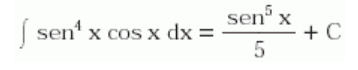 ∫ sen⁴ x cos x dx = sen⁵ x / 5 + C